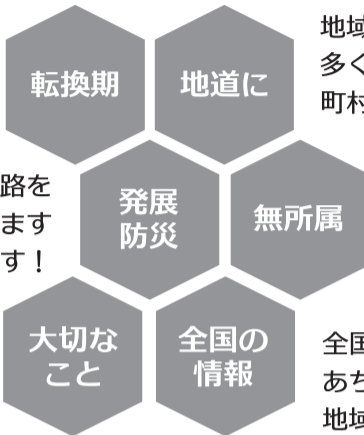 転換期
地道に
地域
多く
町村
路を
ます
す！
発展
防災
無所属
大切な
こと
全国の
情報
全国
あち
地域